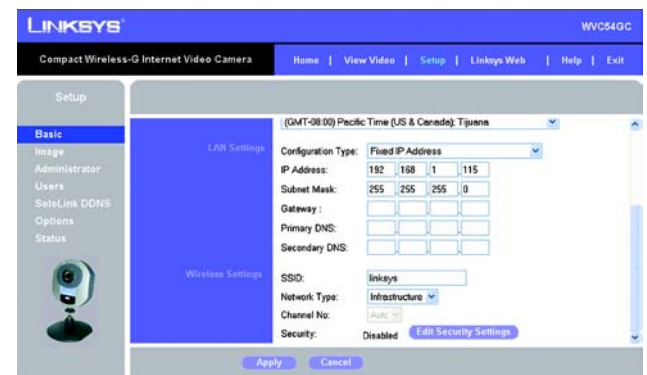 LINKSYS
WVC54GC
Compact Wireless-G Internet Video Camera
Home | View Video | Setup | Linksys Web | Help | Exit
Setup
Basic
Image
Administrator
Users
SoloLink DDNS
Options
Status
(GMT-08:00) Pacific Time (US & Canada); Tijuana
LAN Settings
Configuration Type: Fixed IP Address
IP Address: 192 .168 .1 .115
Subnet Mask: 255 .255 .255 .0
Gateway :
Primary DNS:
Secondary DNS:
Wireless Settings
SSID: linksys
Network Type: Infrastructure
Channel No: Auto
Security: Disabled Edit Security Settings
Apply Cancel